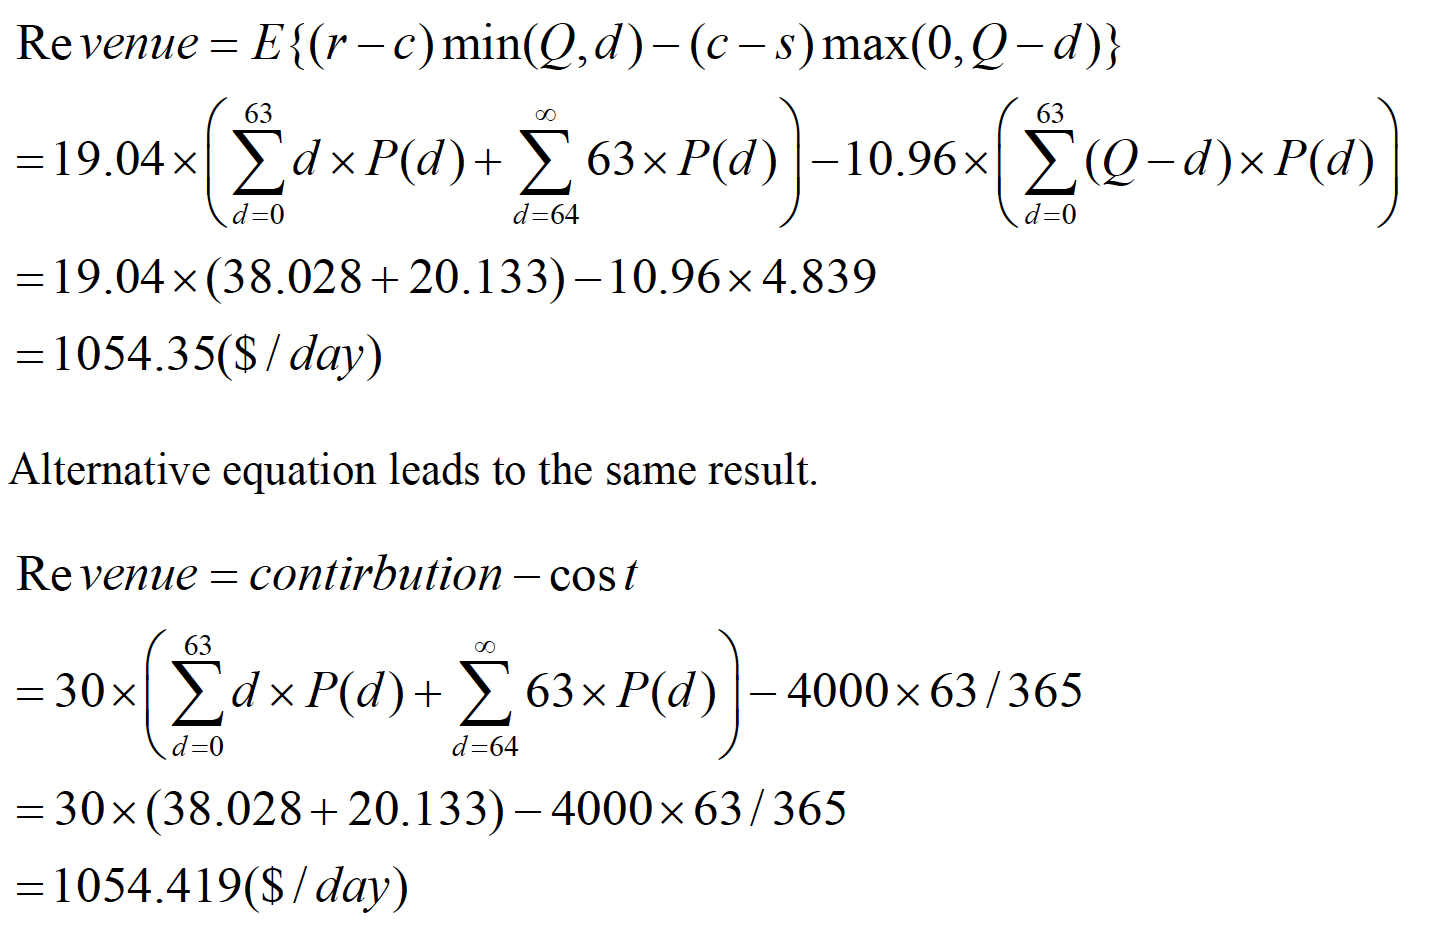 Revenue = E{(r − c) min(Q, d) − (c − s) max(0, Q − d)}
= 19.04 × (∑_{d=0}^{63} d × P(d) + ∑_{d=64}^{∞} 63 × P(d)) − 10.96 × (∑_{d=0}^{63} (Q − d) × P(d))
= 19.04 × (38.028 + 20.133) − 10.96 × 4.839
= 1054.35($ / day)
Alternative equation leads to the same result.
Revenue = contirbution − cost
= 30 × (∑_{d=0}^{63} d × P(d) + ∑_{d=64}^{∞} 63 × P(d)) − 4000 × 63 / 365
= 30 × (38.028 + 20.133) − 4000 × 63 / 365
= 1054.419($ / day)